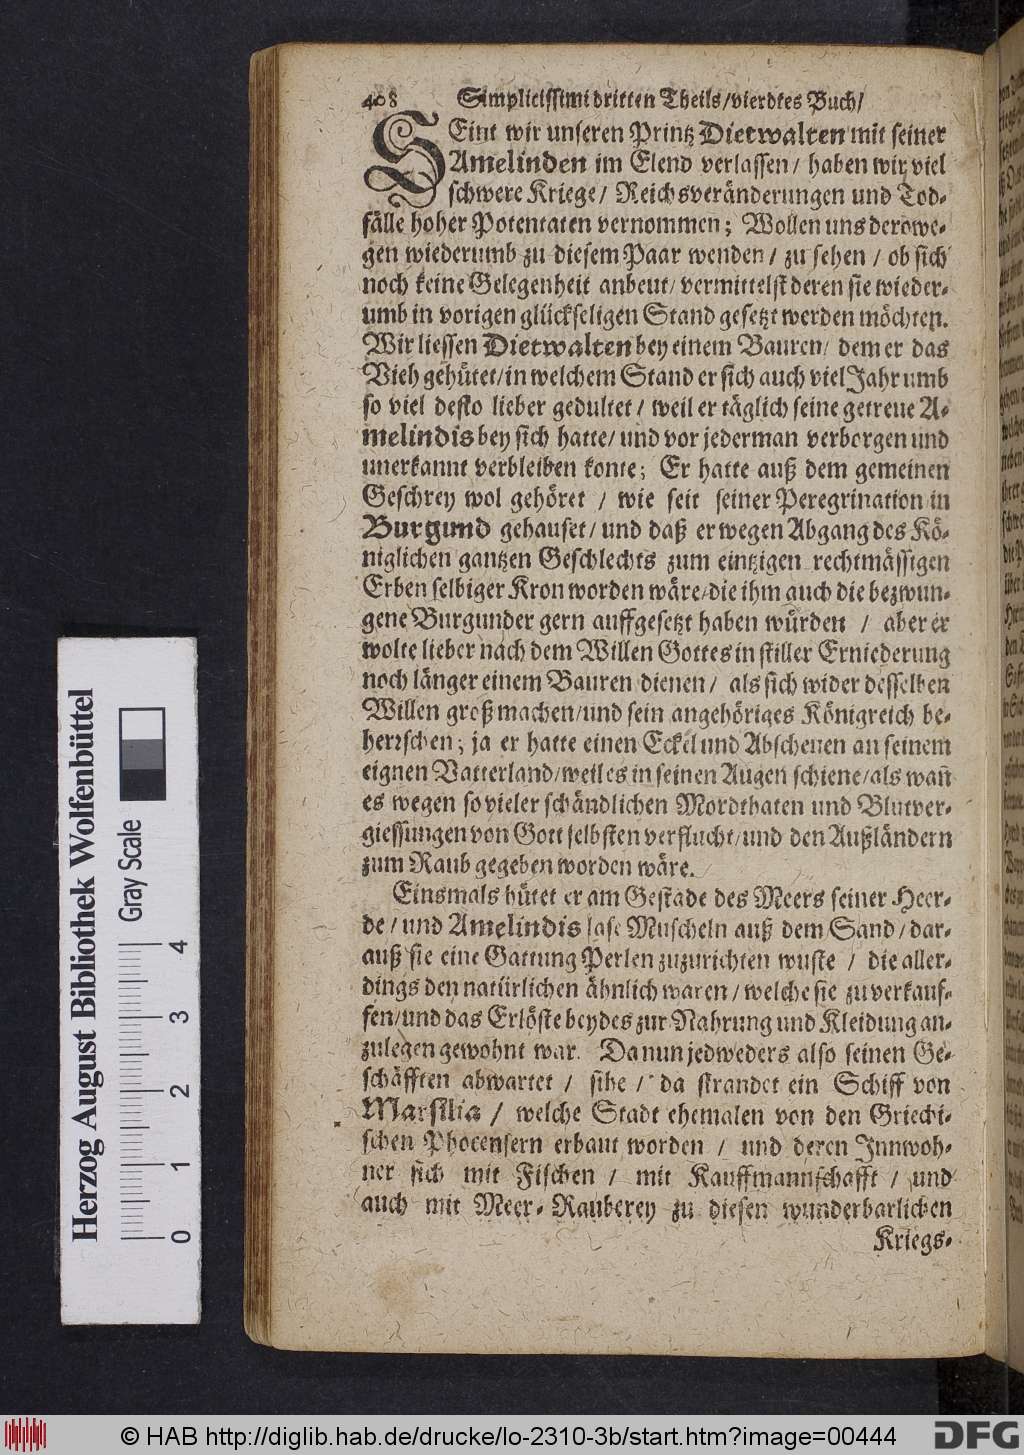 408 Simplicissimi dritten Theils/vierdtes Buch/
SEint wir unseren Printz Dietwalten mit seiner
Amelinden im Elend verlassen/ haben wir viel
schwere Kriege/ Reichsveränderungen und Tod-
fälle hoher Potentaten vernommen; Wollen uns derowe-
gen wiederumb zu diesem Paar wenden/ zu sehen/ ob sich
noch keine Gelegenheit anbeut/ vermittelst deren sie wieder-
umb in vorigen glückseligen Stand gesetzt werden möchten.
Wir liessen Dietwalten bey einem Bauren/ dem er das
Vieh gehütet/in welchem Stand er sich auch viel Jahr umb
so viel desto lieber gedultet/ weil er täglich seine getreue A-
melindis bey sich hatte/ und vor jederman verborgen und
unerkannt verbleiben konte; Er hatte auß dem gemeinen
Geschrey wol gehöret / wie seit seiner Peregrination in
Burgund gehauset/ und daß er wegen Abgang des Kö-
niglichen gantzen Geschlechts zum eintzigen rechtmässigen
Erben selbiger Kron worden wäre/die ihm auch die bezwun-
gene Burgunder gern auffgesetzt haben würden / aber er
wolte lieber nach dem Willen Gottes in stiller Erniederung
noch länger einem Bauren dienen/ als sich wider desselben
Willen groß machen/und sein angehöriges Königreich be-
herrschen; ja er hatte einen Eckel und Abscheuen an seinem
eignen Vatterland/weil es in seinen Augen schiene/als wañ
es wegen so vieler schändlichen Mordthaten und Blutver-
giessungen von Gott selbsten verflucht/und den Außländern
zum Raub gegeben worden wäre.
Einsmals hütet er am Gestade des Meers seiner Heer-
de/ und Amelindis lase Muscheln auß dem Sand/ dar-
auß sie eine Gattung Perlen zuzurichten wuste / die aller-
dings den natürlichen ähnlich waren/ welche sie zu verkauf-
fen/und das Erlöste beydes zur Nahrung und Kleidung an-
zulegen gewohnt war. Da nun jedweders also seinen Ge-
schäfften abwartet / sihe / da strandet ein Schiff von
Marsilia / welche Stadt ehemalen von den Griechi-
schen Phocensern erbaut worden / und deren Innwoh-
ner sich mit Fischen / mit Kauffmannschafft / und
auch mit Meer-Rauberey zu diesen wunderbarlichen
Kriegs-
Herzog August Bibliothek Wolfenbüttel
Gray Scale
0 1 2 3 4
© HAB http://diglib.hab.de/drucke/lo-2310-3b/start.htm?image=00444
DFG